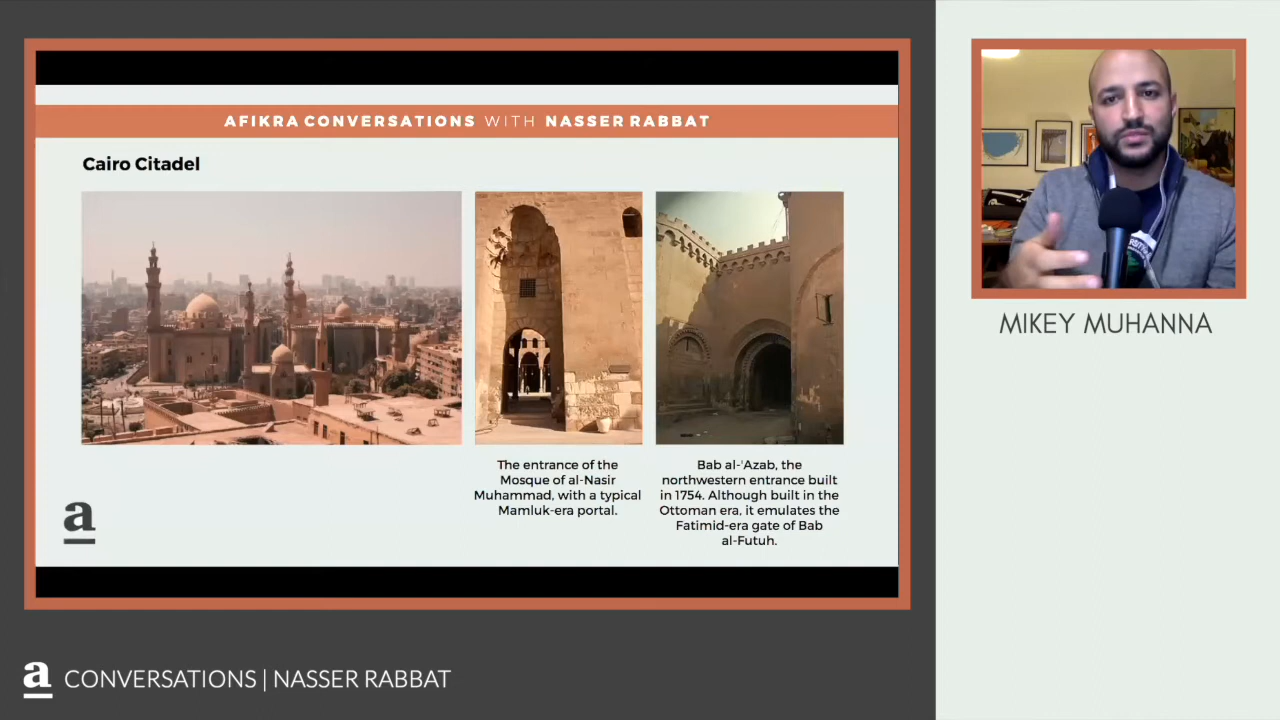 AFIKRA CONVERSATIONS WITH NASSER RABBAT
Cairo Citadel
The entrance of the
Mosque of al-Nasir
Muhammad, with a typical
Mamluk-era portal.
Bab al-'Azab, the
northwestern entrance built
in 1754. Although built in the
Ottoman era, it emulates the
Fatimid-era gate of Bab
al-Futuh.
a
MIKEY MUHANNA
a CONVERSATIONS | NASSER RABBAT